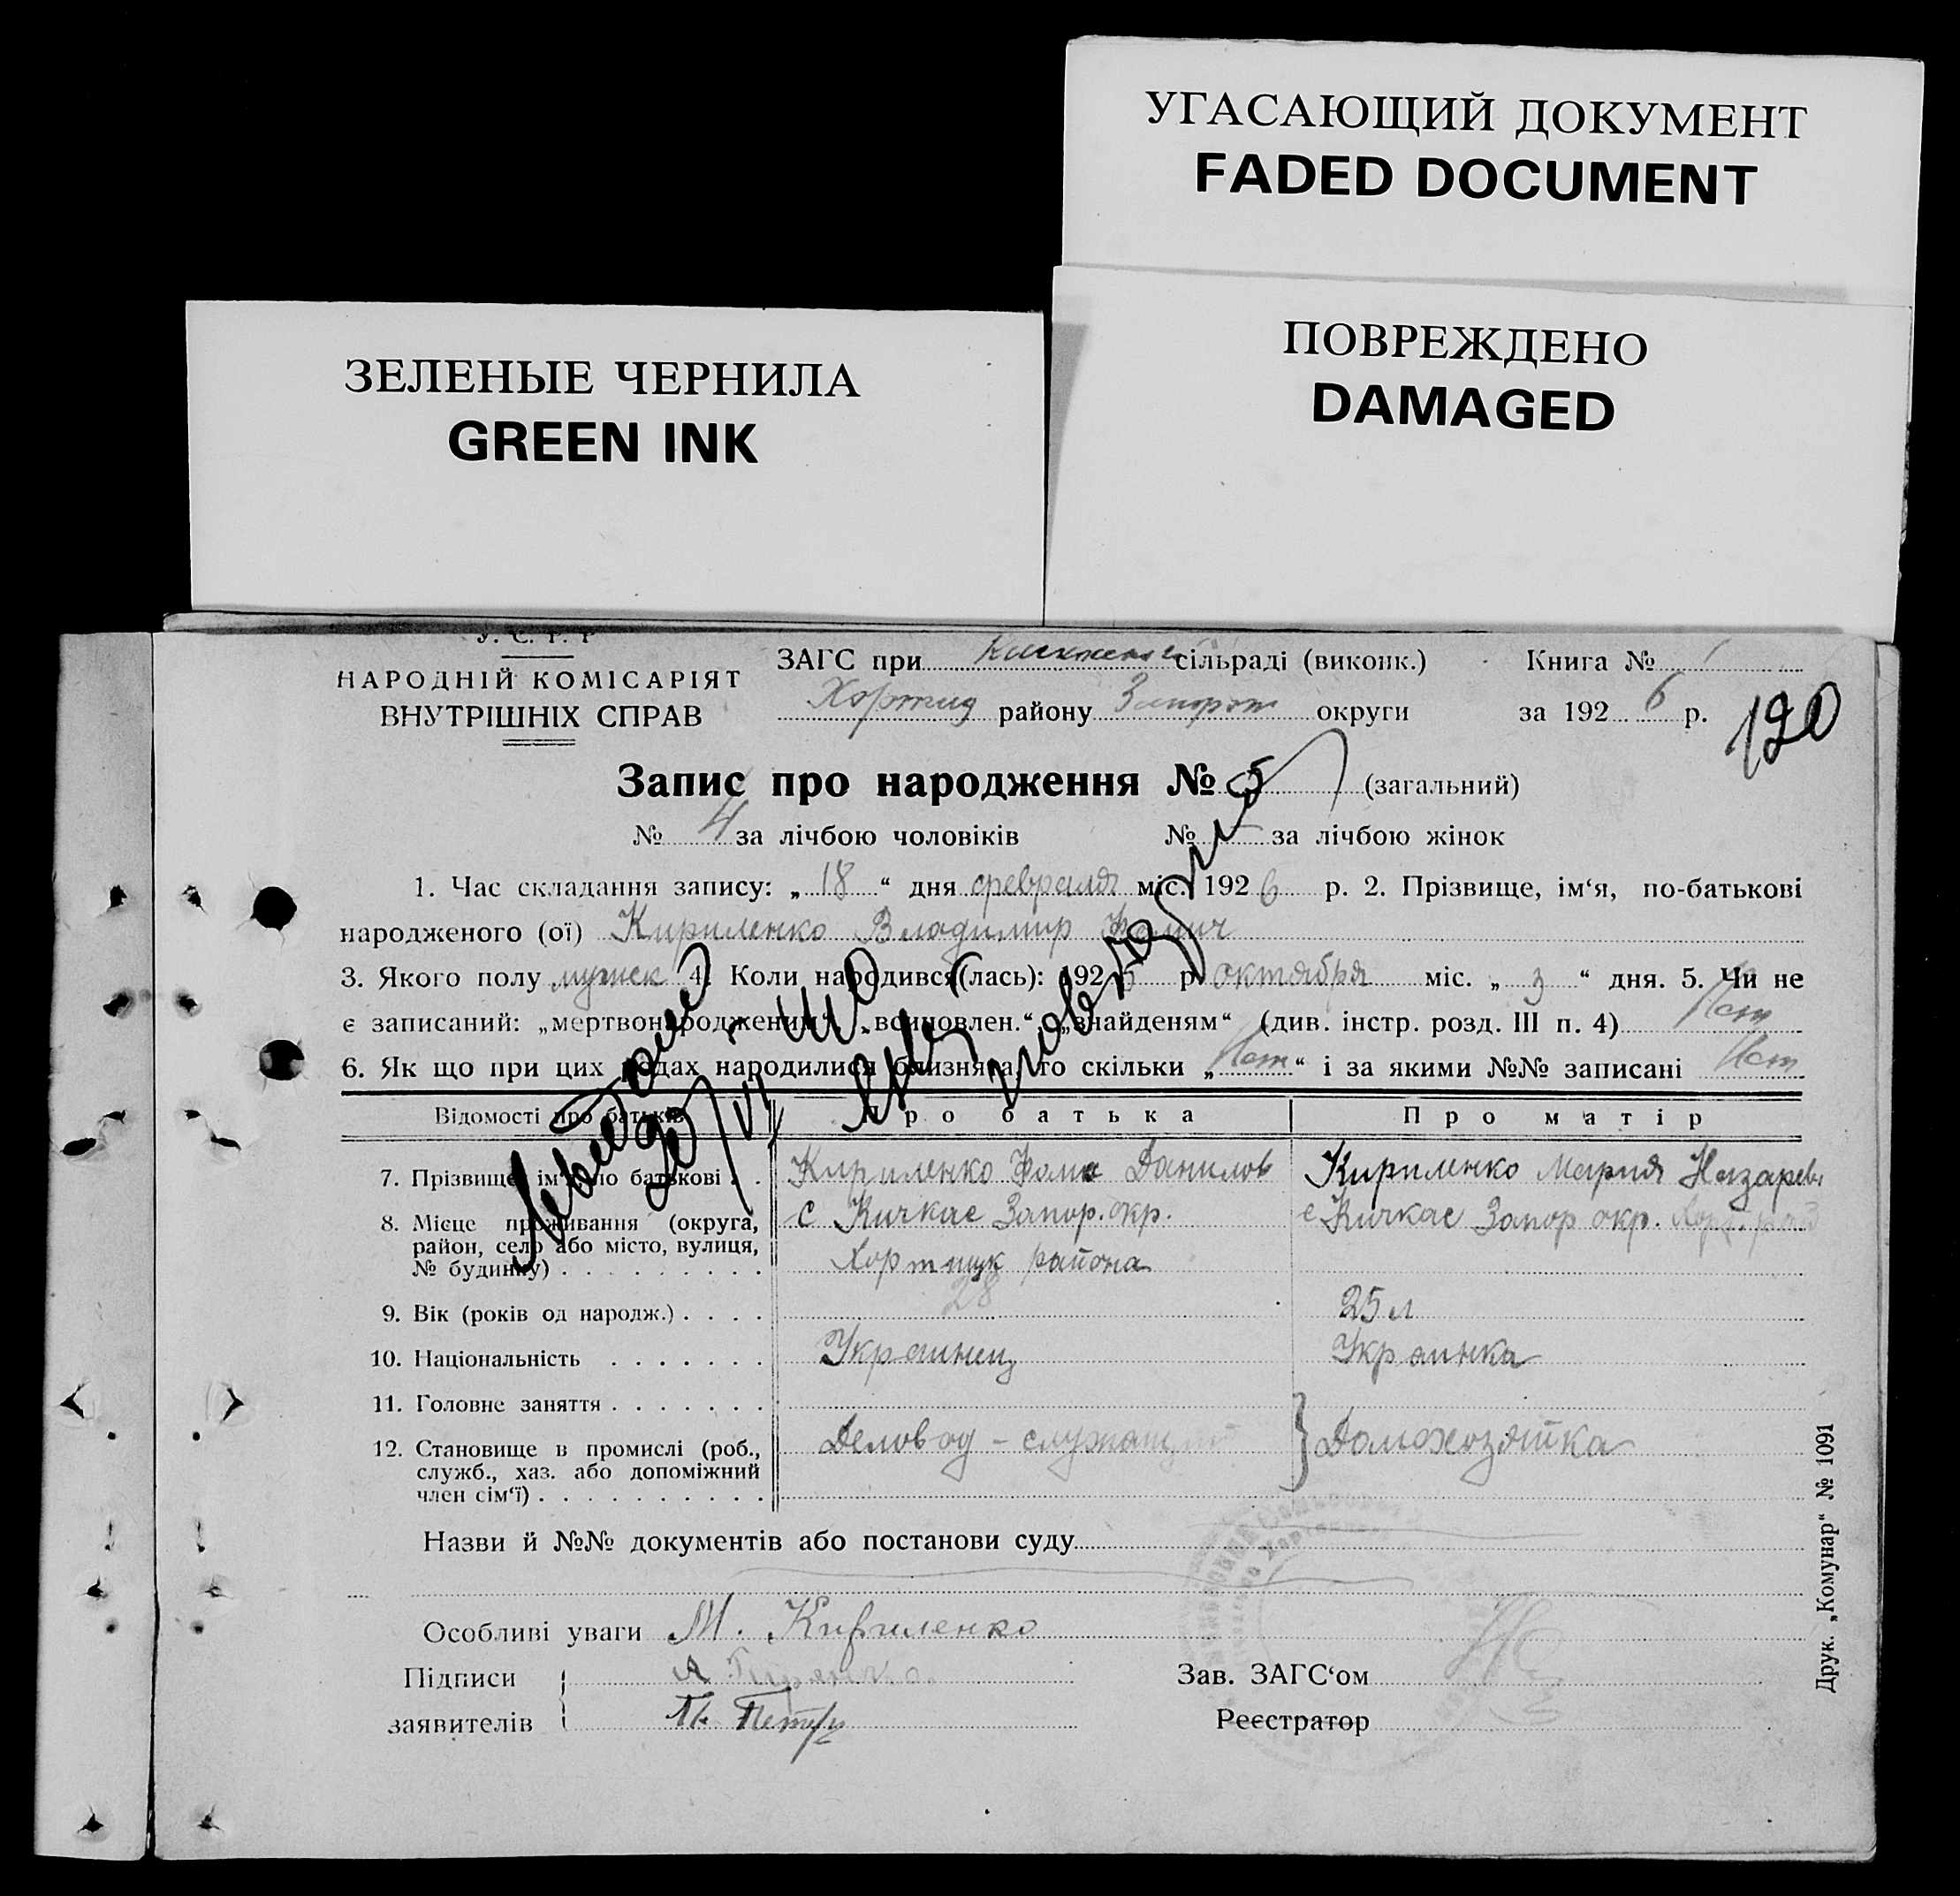 УГАСАЮЩИЙ ДОКУМЕНТ
FADED DOCUMENT
ПОВРЕЖДЕНО
DAMAGED
ЗЕЛЕНЫЕ ЧЕРНИЛА
GREEN INK
НАРОДНІЙ КОМІСАРІЯТ
ВНУТРІШНІХ СПРАВ
ЗАГС при сільраді (виконк.) Книга №
району Запорож округи за 1926 р.
120
Запис про народження № 5 (загальний)
№ 4 за лічбою чоловіків № — за лічбою жінок
1. Час складання запису: „ 18 “ дня февраля міс. 1926 р. 2. Прізвище, ім‘я, по-батькові
народженого (ої) Кириленко Владимир Фомич
3. Якого полу мужск 4. Коли народився (лась): 1925 р. октября міс. „ 3 “ дня. 5. Чи не
є записаний: „мертвонародженим“, „всиновлен.“, „знайденям“ (див. інстр. розд. III п. 4) Нет
6. Як що при цих родах народилися близнята, то скільки „ Нет “ і за якими №№ записані Нет
Відомості про батьків Про батька Про матір
7. Прізвище, ім‘я, по батькові . . Кириленко Фома Данилов Кириленко Мария Назарев
8. Місце проживання (округа, с Кичкас Запор. окр. с Кичкас Запор окр.
район, село або місто, вулиця, Хортицк района
№ будинку) . . . . . . . . .
9. Вік (років од народж.) . . . . 28 25 л
10. Національність . . . . . . . Украинец Украинка
11. Головне заняття . . . . . . .
12. Становище в промислі (роб., Деловод – служащий Домохозяйка
служб., хаз. або допоміжний
член сім‘ї) . . . . . . . . . .
Назви й №№ документів або постанови суду
Особливі уваги М. Кириленко
Підписи Зав. ЗАГС‘ом
заявителів Реєстратор
Друк. „Комунар“ № 1091